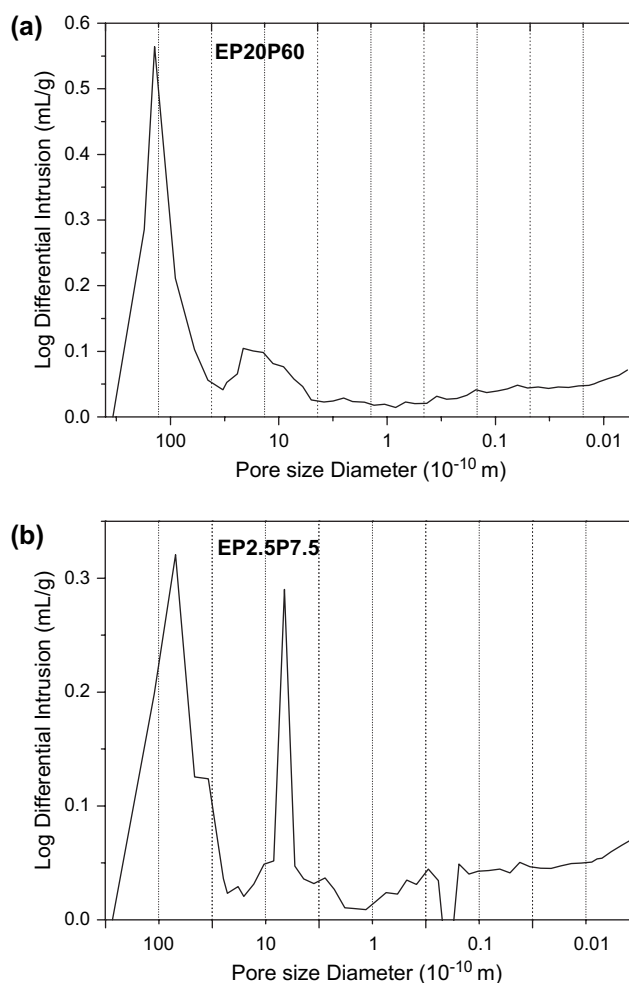 (a)
EP20P60
Log Differential Intrusion (mL/g)
0.6
0.5
0.4
0.3
0.2
0.1
0.0
100 10 1 0.1 0.01
Pore size Diameter (10⁻¹⁰ m)
(b)
EP2.5P7.5
Log Differential Intrusion (mL/g)
0.3
0.2
0.1
0.0
100 10 1 0.1 0.01
Pore size Diameter (10⁻¹⁰ m)